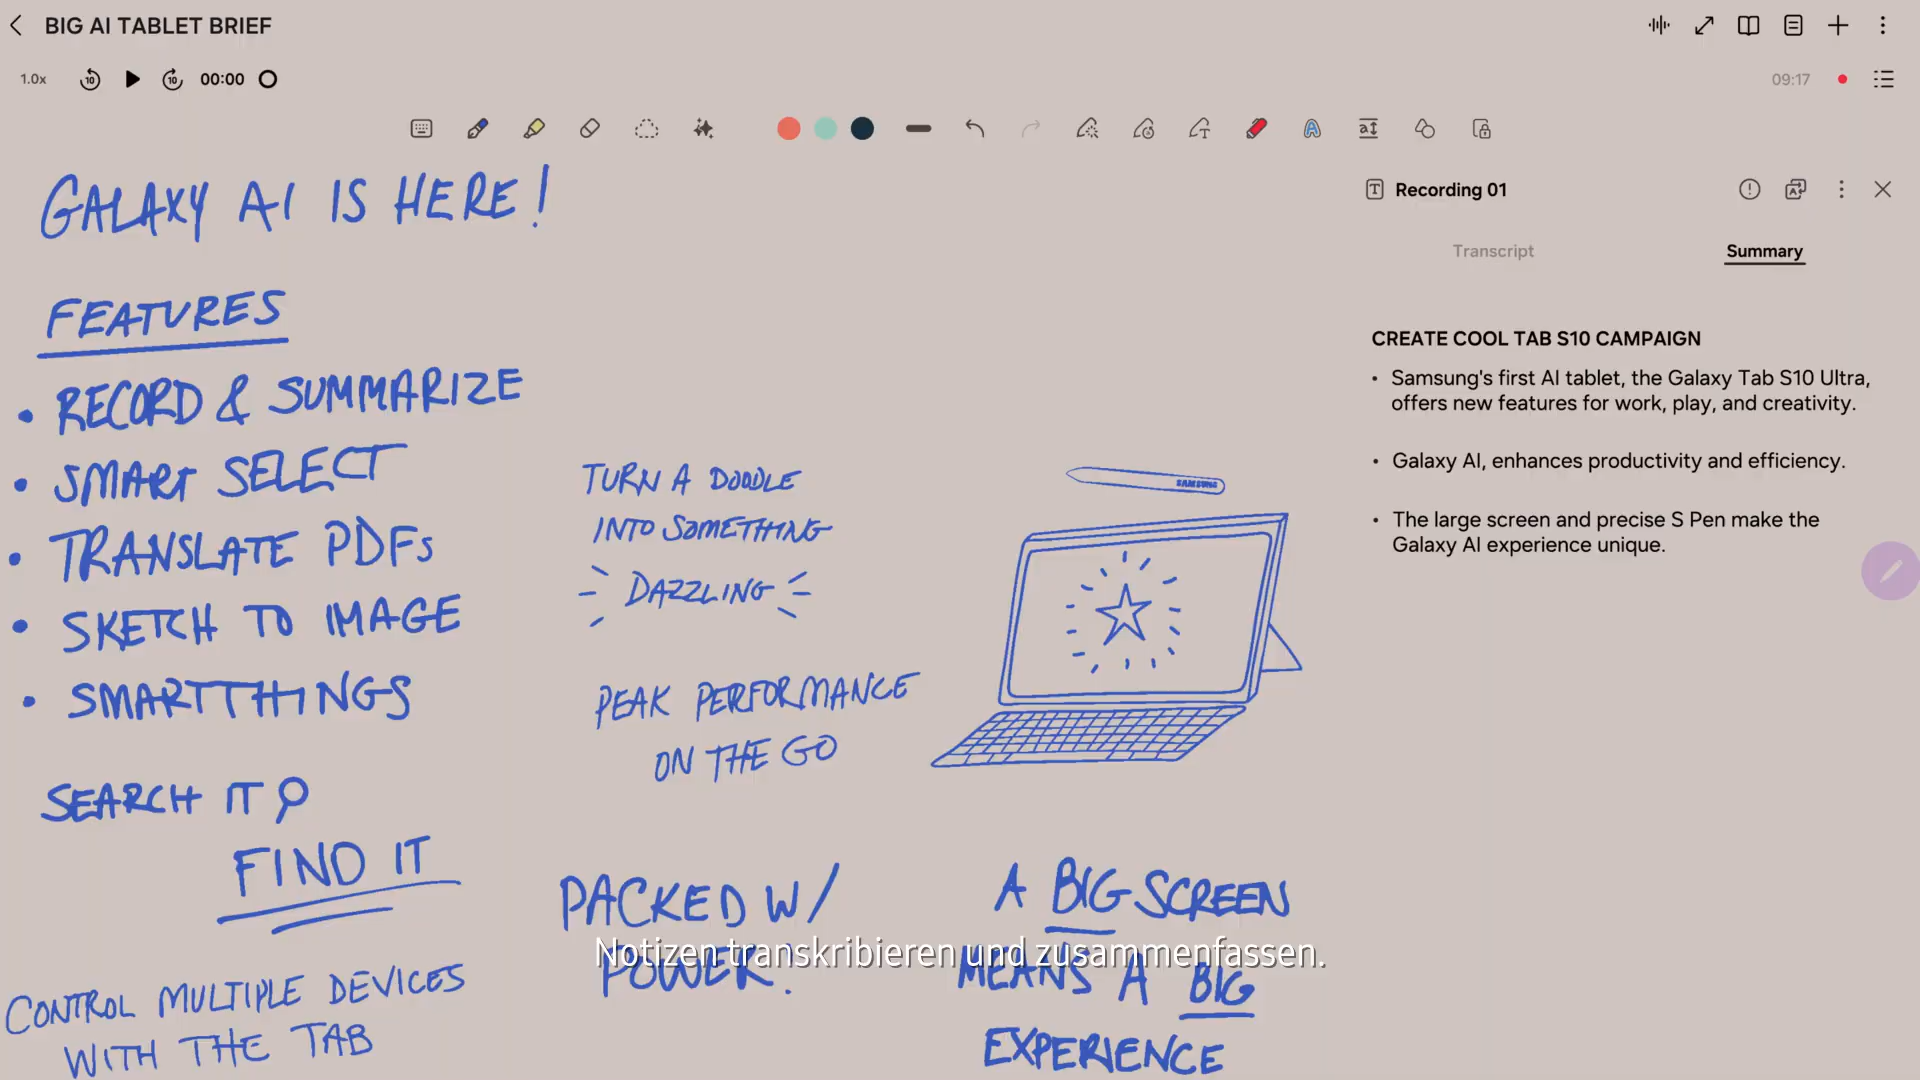 BIG AI TABLET BRIEF
1.0x 10 10 00:00
09:17
Recording 01
Transcript Summary
GALAXY AI IS HERE!
FEATURES
• RECORD & SUMMARIZE
• SMART SELECT
• TRANSLATE PDFs
• SKETCH TO IMAGE
• SMARTTHINGS
SEARCH IT
FIND IT
CONTROL MULTIPLE DEVICES
WITH THE TAB
TURN A DOODLE
INTO SOMETHING
DAZZLING
PEAK PERFORMANCE
ON THE GO
PACKED W/
POWER!
SAMSUNG
A BIG SCREEN
MEANS A BIG
EXPERIENCE
CREATE COOL TAB S10 CAMPAIGN
• Samsung's first AI tablet, the Galaxy Tab S10 Ultra,
offers new features for work, play, and creativity.
• Galaxy AI, enhances productivity and efficiency.
• The large screen and precise S Pen make the
Galaxy AI experience unique.
Notizen transkribieren und zusammenfassen.